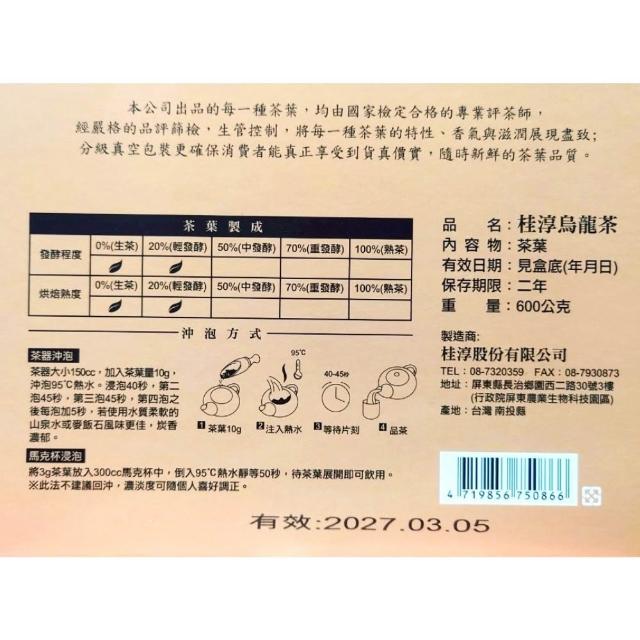 本公司出品的每一種茶葉，均由國家檢定合格的專業評茶師，
經嚴格的品評篩檢，生管控制，將每一種茶葉的特性、香氣與滋潤展現盡致；
分級真空包裝更確保消費者能真正享受到貨真價實，隨時新鮮的茶葉品質。
茶葉製成
發酵程度 0%(生茶) 20%(輕發酵) 50%(中發酵) 70%(重發酵) 100%(熟茶)
烘焙熟度 0%(生茶) 20%(輕發酵) 50%(中發酵) 70%(重發酵) 100%(熟茶)
沖泡方式
茶器沖泡
茶器大小150cc，加入茶葉量10g，
沖泡95℃熱水。浸泡40秒，第二
泡45秒，第三泡45秒，第四泡之
後每泡加5秒，若使用水質柔軟的
山泉水或麥飯石風味更佳，炭香
濃郁。
95℃
40-45秒
1 茶葉10g
2 注入熱水
3 等待片刻
4 品茶
馬克杯浸泡
將3g茶葉放入300cc馬克杯中，倒入95℃熱水靜等50秒，待茶葉展開即可飲用。
※此法不建議回沖，濃淡度可隨個人喜好調正。
品名：桂淳烏龍茶
內容物：茶葉
有效日期：見盒底(年月日)
保存期限：二年
重量：600公克
製造商：
桂淳股份有限公司
TEL：08-7320359 FAX：08-7930873
地址：屏東縣長治鄉園西二路30號3樓
(行政院屏東農業生物科技園區)
產地：台灣 南投縣
4 719856 750866
有效:2027.03.05